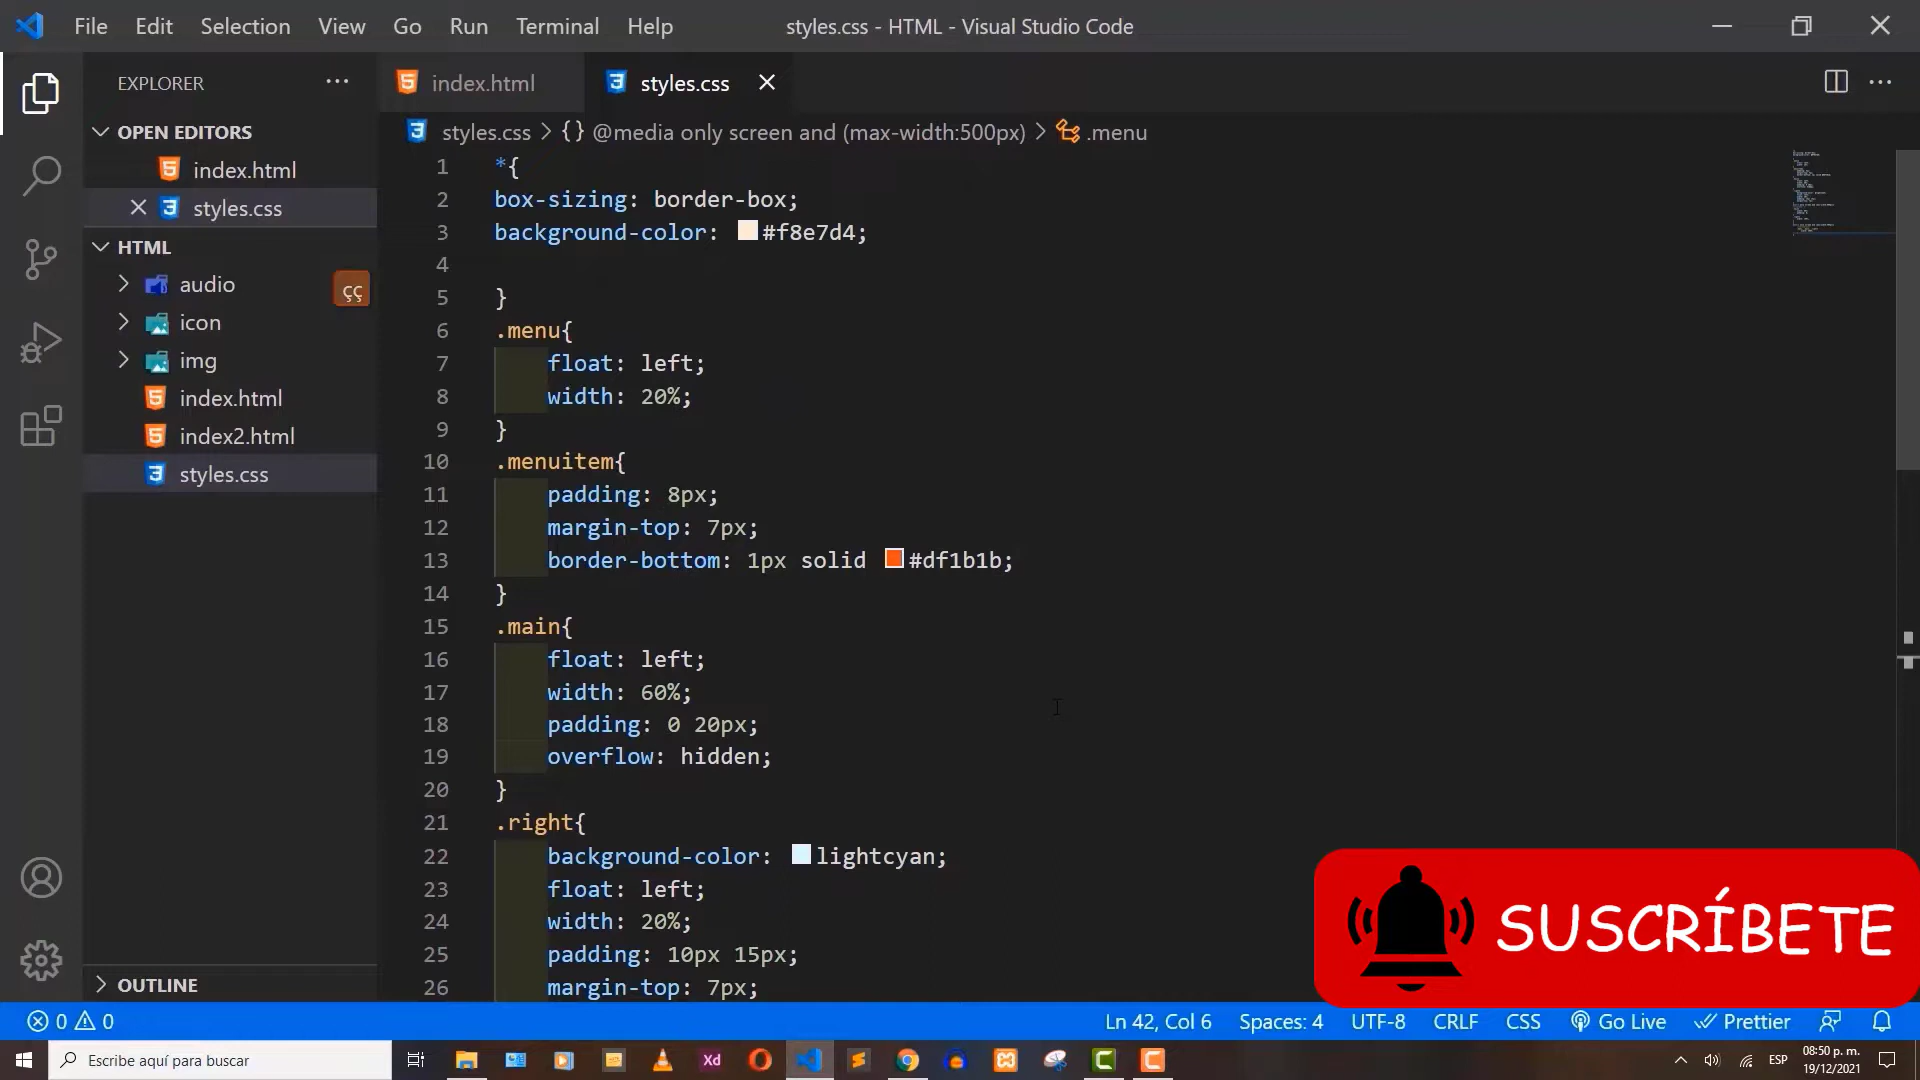 File Edit Selection View Go Run Terminal Help styles.css - HTML - Visual Studio Code
EXPLORER
OPEN EDITORS
index.html
styles.css
HTML
audio
çç
icon
img
index.html
index2.html
styles.css
OUTLINE
index.html styles.css
styles.css > {} @media only screen and (max-width:500px) > .menu
1 *{
2 box-sizing: border-box;
3 background-color: #f8e7d4;
4
5 }
6 .menu{
7 float: left;
8 width: 20%;
9 }
10 .menuitem{
11 padding: 8px;
12 margin-top: 7px;
13 border-bottom: 1px solid #df1b1b;
14 }
15 .main{
16 float: left;
17 width: 60%;
18 padding: 0 20px;
19 overflow: hidden;
20 }
21 .right{
22 background-color: lightcyan;
23 float: left;
24 width: 20%;
25 padding: 10px 15px;
26 margin-top: 7px;
SUSCRÍBETE
0 0 Ln 42, Col 6 Spaces: 4 UTF-8 CRLF CSS Go Live Prettier
Escribe aquí para buscar
Xd
ESP
08:50 p. m.
19/12/2021